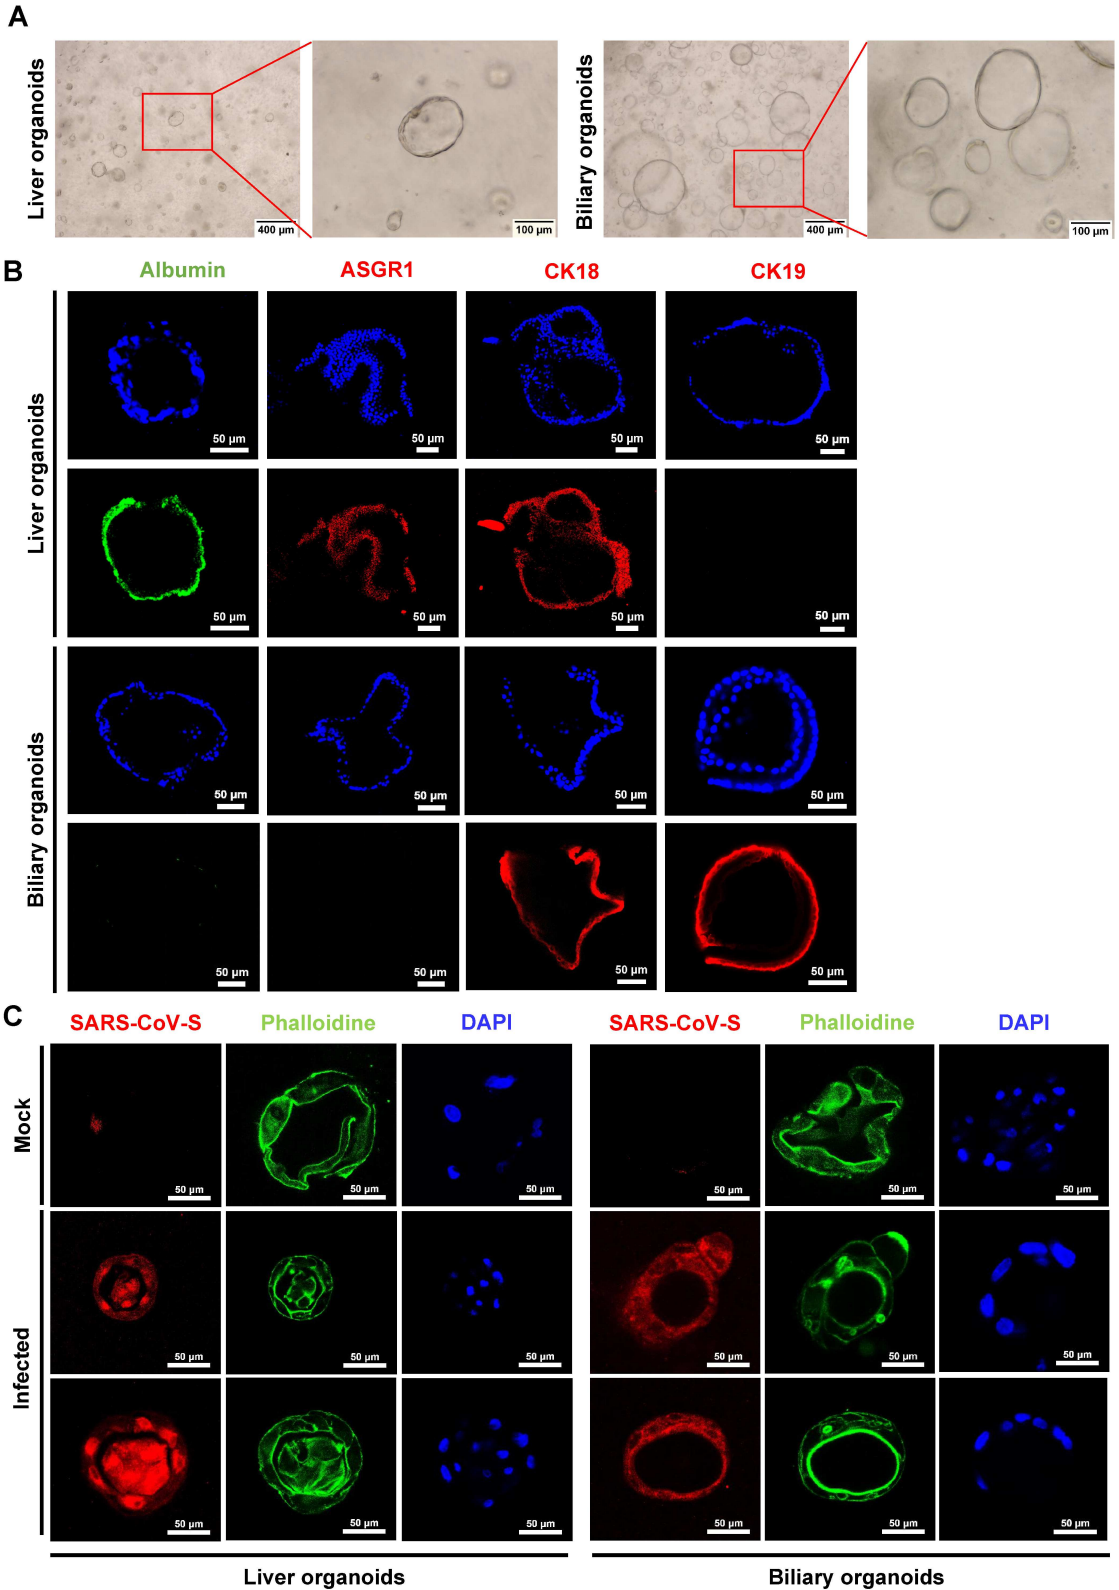 A
Liver organoids
400 µm
100 µm
Biliary organoids
400 µm
100 µm
B
Albumin
ASGR1
CK18
CK19
Liver organoids
50 µm
50 µm
50 µm
50 µm
50 µm
50 µm
50 µm
50 µm
Biliary organoids
50 µm
50 µm
50 µm
50 µm
50 µm
50 µm
50 µm
50 µm
C
SARS-CoV-S
Phalloidine
DAPI
SARS-CoV-S
Phalloidine
DAPI
Mock
50 µm
50 µm
50 µm
50 µm
50 µm
50 µm
Infected
50 µm
50 µm
50 µm
50 µm
50 µm
50 µm
50 µm
50 µm
50 µm
50 µm
50 µm
50 µm
Liver organoids
Biliary organoids